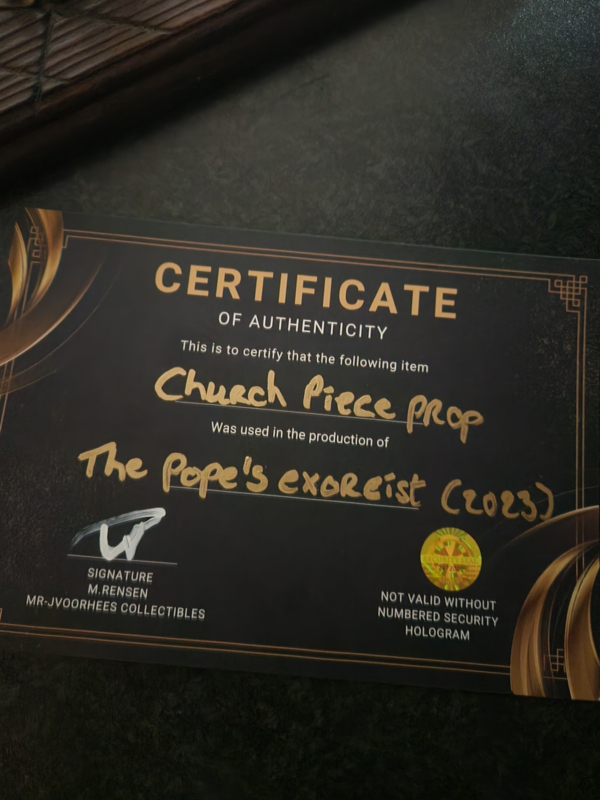 CERTIFICATE
OF AUTHENTICITY
This is to certify that the following item
Church Piece prop
Was used in the production of
The Pope's exorcist (2023)
SIGNATURE
M.RENSEN
MR-JVOORHEES COLLECTIBLES
NOT VALID WITHOUT
NUMBERED SECURITY
HOLOGRAM